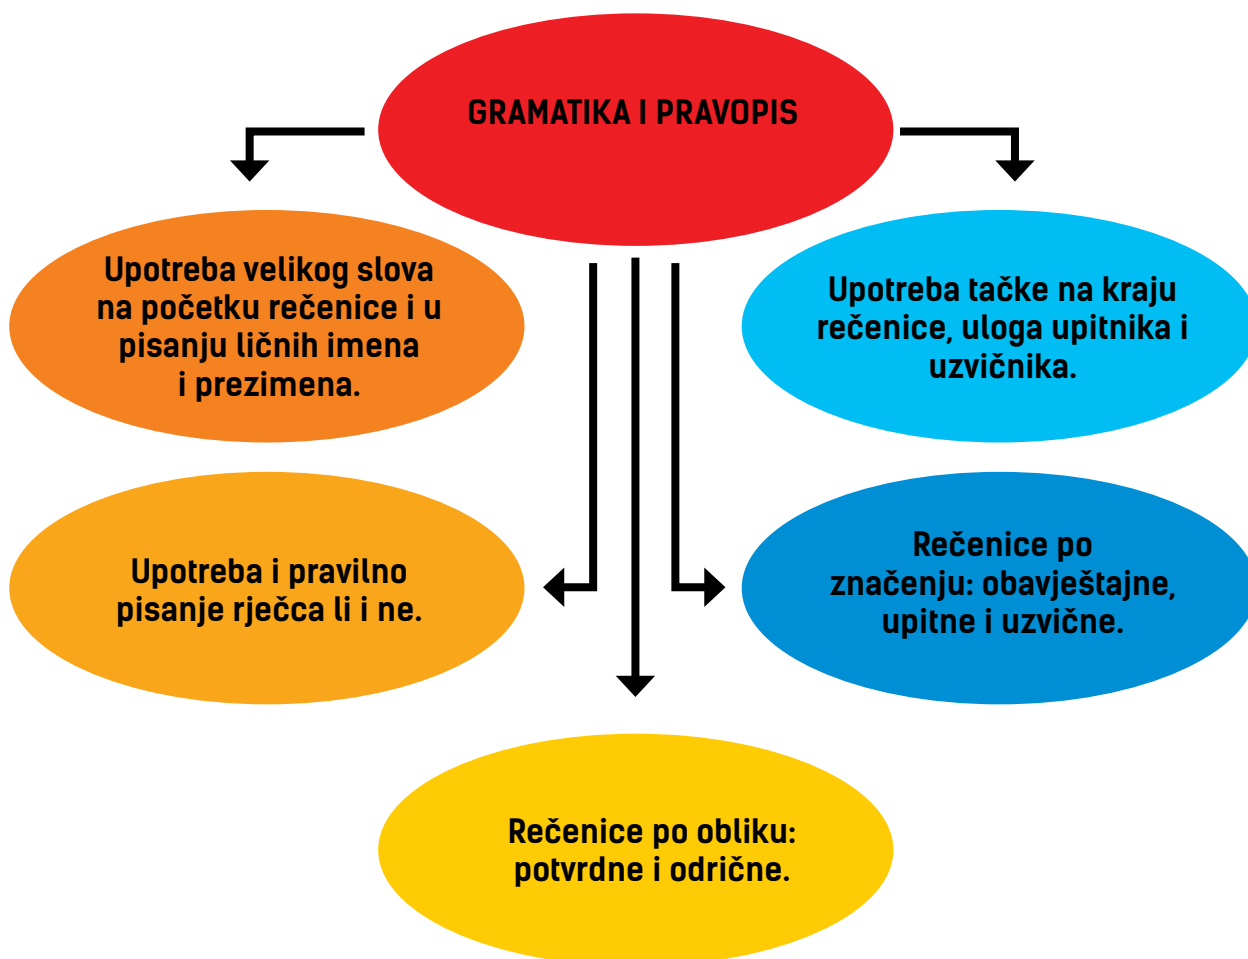 GRAMATIKA I PRAVOPIS
Upotreba velikog slova
na početku rečenice i u
pisanju ličnih imena
i prezimena.
Upotreba tačke na kraju
rečenice, uloga upitnika i
uzvičnika.
Upotreba i pravilno
pisanje rječca li i ne.
Rečenice po
značenju: obavještajne,
upitne i uzvične.
Rečenice po obliku:
potvrdne i odrične.